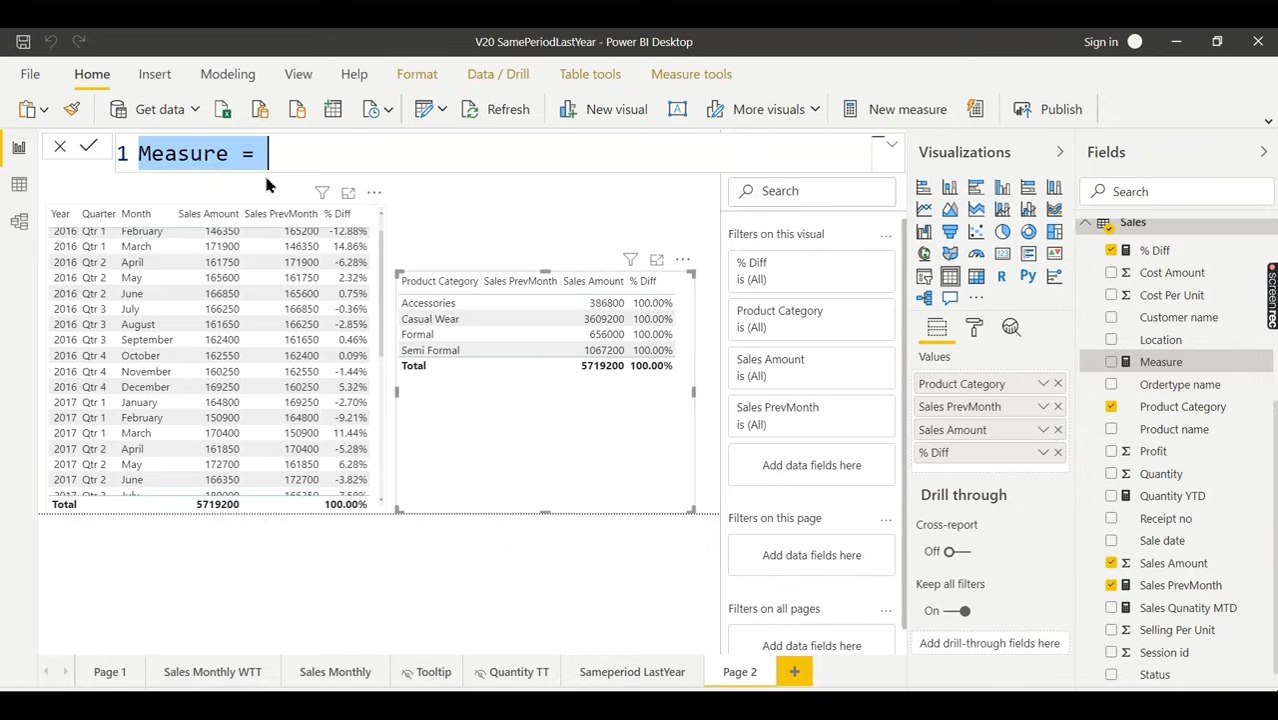 V20 SamePeriodLastYear - Power BI Desktop
Sign in
File Home Insert Modeling View Help Format Data / Drill Table tools Measure tools
Get data Refresh New visual More visuals New measure Publish
1 Measure =
Year Quarter Month Sales Amount Sales PrevMonth % Diff
2016 Qtr 1 February 146350 165200 -12.88%
2016 Qtr 1 March 171900 146350 14.86%
2016 Qtr 2 April 161750 171900 -6.28%
2016 Qtr 2 May 165600 161750 2.32%
2016 Qtr 2 June 166850 165600 0.75%
2016 Qtr 3 July 166250 166850 -0.36%
2016 Qtr 3 August 161650 166250 -2.85%
2016 Qtr 3 September 162400 161650 0.46%
2016 Qtr 4 October 162550 162400 0.09%
2016 Qtr 4 November 160250 162550 -1.44%
2016 Qtr 4 December 169250 160250 5.32%
2017 Qtr 1 January 164800 169250 -2.70%
2017 Qtr 1 February 150900 164800 -9.21%
2017 Qtr 1 March 170400 150900 11.44%
2017 Qtr 2 April 161850 170400 -5.28%
2017 Qtr 2 May 172700 161850 6.28%
2017 Qtr 2 June 166350 172700 -3.82%
2017 Qtr 3 July 180000 166350 7.58%
Total 5719200 100.00%
Product Category Sales PrevMonth Sales Amount % Diff
Accessories 386800 100.00%
Casual Wear 3609200 100.00%
Formal 656000 100.00%
Semi Formal 1067200 100.00%
Total 5719200 100.00%
Search
Filters on this visual ...
% Diff
is (All)
Product Category
is (All)
Sales Amount
is (All)
Sales PrevMonth
is (All)
Add data fields here
Filters on this page ...
Add data fields here
Filters on all pages ...
Add data fields here
Visualizations
R Py
Values
Product Category
Sales PrevMonth
Sales Amount
% Diff
Drill through
Cross-report
Off
Keep all filters
On
Add drill-through fields here
Fields
Search
Sales
% Diff
Cost Amount
Cost Per Unit
Customer name
Location
Measure
Ordertype name
Product Category
Product name
Profit
Quantity
Quantity YTD
Receipt no
Sale date
Sales Amount
Sales PrevMonth
Sales Qunatity MTD
Selling Per Unit
Session id
Status
screenrec
Page 1 Sales Monthly WTT Sales Monthly Tooltip Quantity TT Sameperiod LastYear Page 2